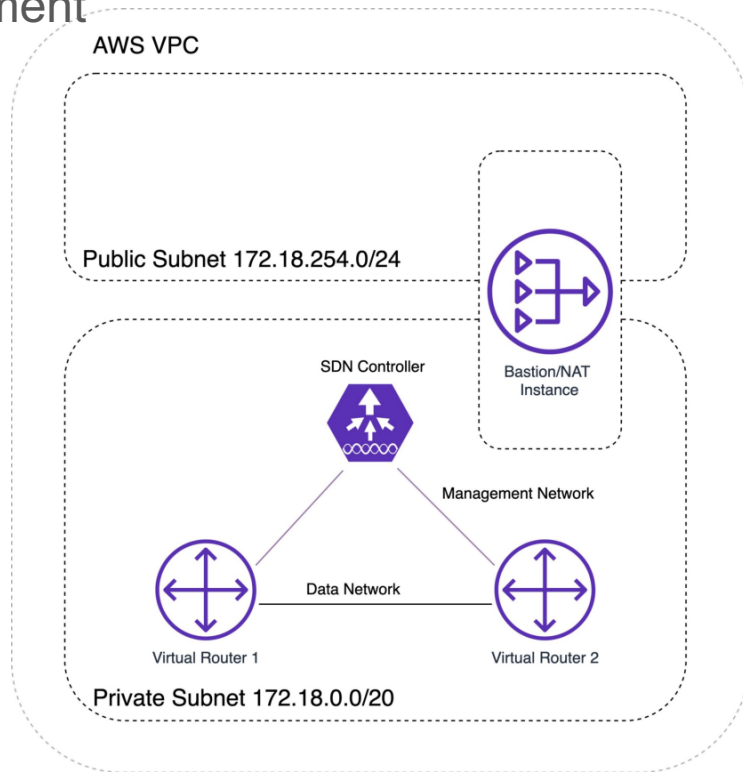 AWS VPC
Public Subnet 172.18.254.0/24
Bastion/NAT
Instance
SDN Controller
Management Network
Data Network
Virtual Router 1
Virtual Router 2
Private Subnet 172.18.0.0/20